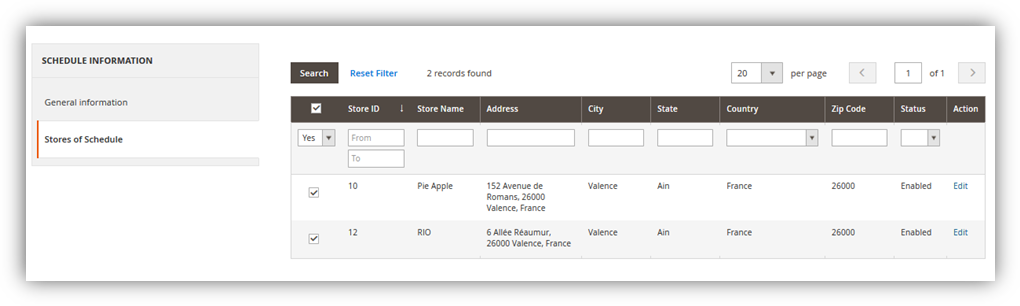 SCHEDULE INFORMATION
General information
Stores of Schedule
Search Reset Filter 2 records found 20 per page 1 of 1
Store ID ↓ Store Name Address City State Country Zip Code Status Action
Yes From
To
10 Pie Apple 152 Avenue de Valence Ain France 26000 Enabled Edit
Romans, 26000
Valence, France
12 RIO 6 Allée Réaumur, Valence Ain France 26000 Enabled Edit
26000 Valence, France